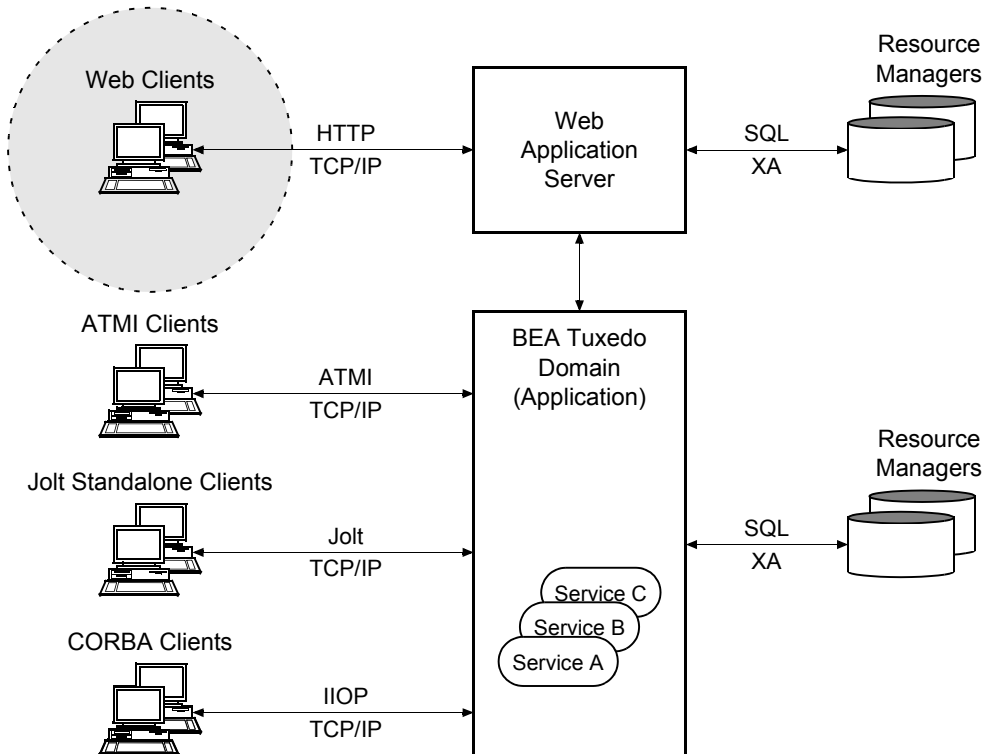 Web Clients
HTTP
TCP/IP
Web
Application
Server
SQL
XA
Resource
Managers
ATMI Clients
ATMI
TCP/IP
BEA Tuxedo
Domain
(Application)
Jolt Standalone Clients
Jolt
TCP/IP
SQL
XA
Resource
Managers
Service C
Service B
Service A
CORBA Clients
IIOP
TCP/IP